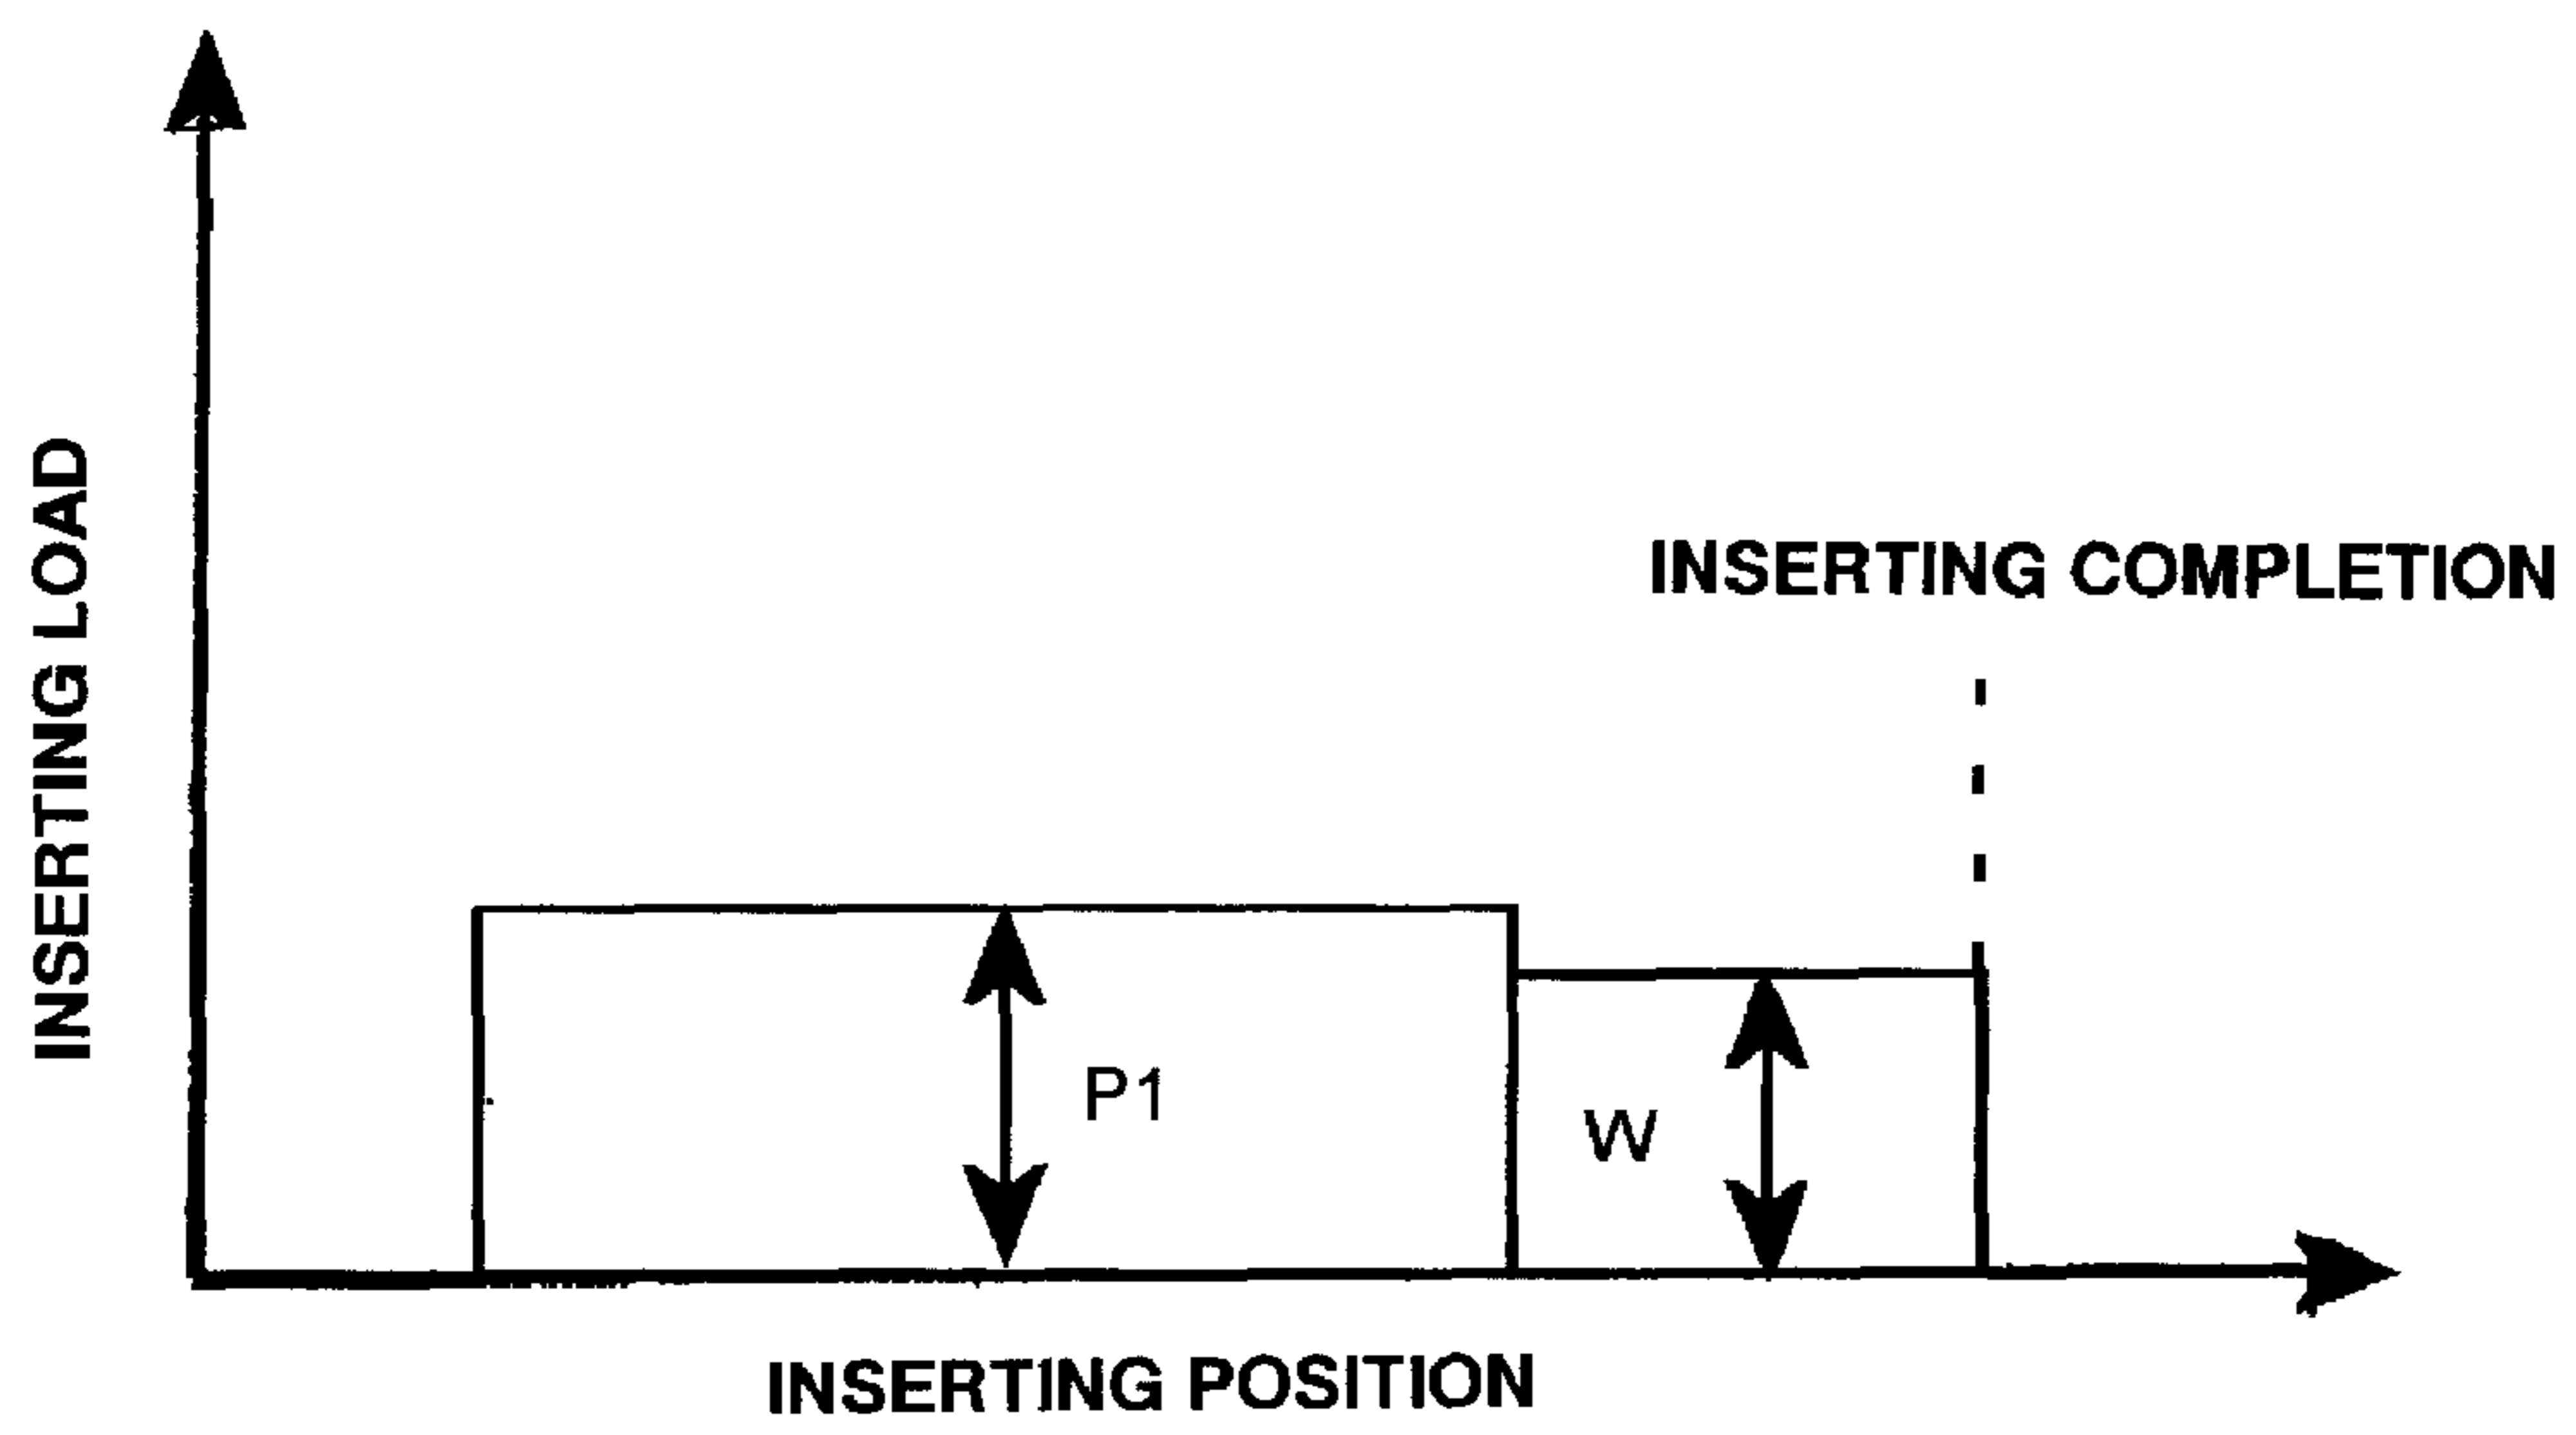 INSERTING LOAD
INSERTING COMPLETION
P1
W
INSERTING POSITION